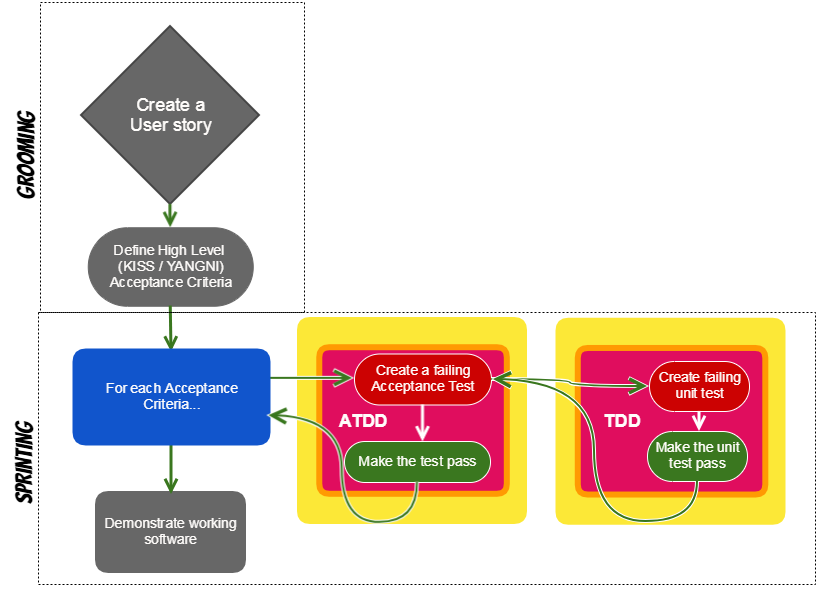 GROOMING
Create a
User story
Define High Level
(KISS / YANGNI)
Acceptance Criteria
SPRINTING
For each Acceptance
Criteria...
Demonstrate working
software
Create a failing
Acceptance Test
ATDD
Make the test pass
Create failing
unit test
TDD
Make the unit
test pass